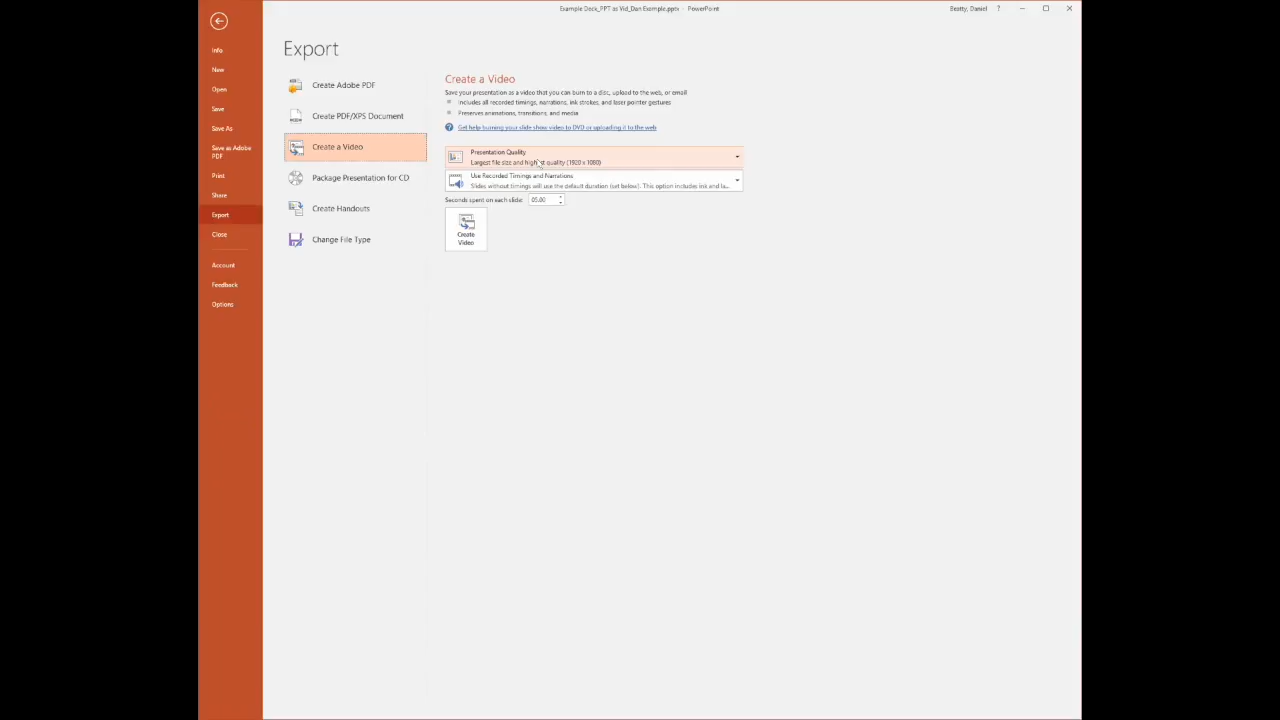 Example Deck_PPT as Vid_Dan Example.pptx - PowerPoint
Beatty, Daniel
?
Info
New
Open
Save
Save As
Save as Adobe
PDF
Print
Share
Export
Close
Account
Feedback
Options
Export
Create Adobe PDF
Create PDF/XPS Document
Create a Video
Package Presentation for CD
Create Handouts
Change File Type
Create a Video
Save your presentation as a video that you can burn to a disc, upload to the web, or email
Includes all recorded timings, narrations, ink strokes, and laser pointer gestures
Preserves animations, transitions, and media
Get help burning your slide show video to DVD or uploading it to the web
Presentation Quality
Largest file size and highest quality (1920 x 1080)
Use Recorded Timings and Narrations
Slides without timings will use the default duration (set below). This option includes ink and la...
Seconds spent on each slide: 05.00
Create
Video